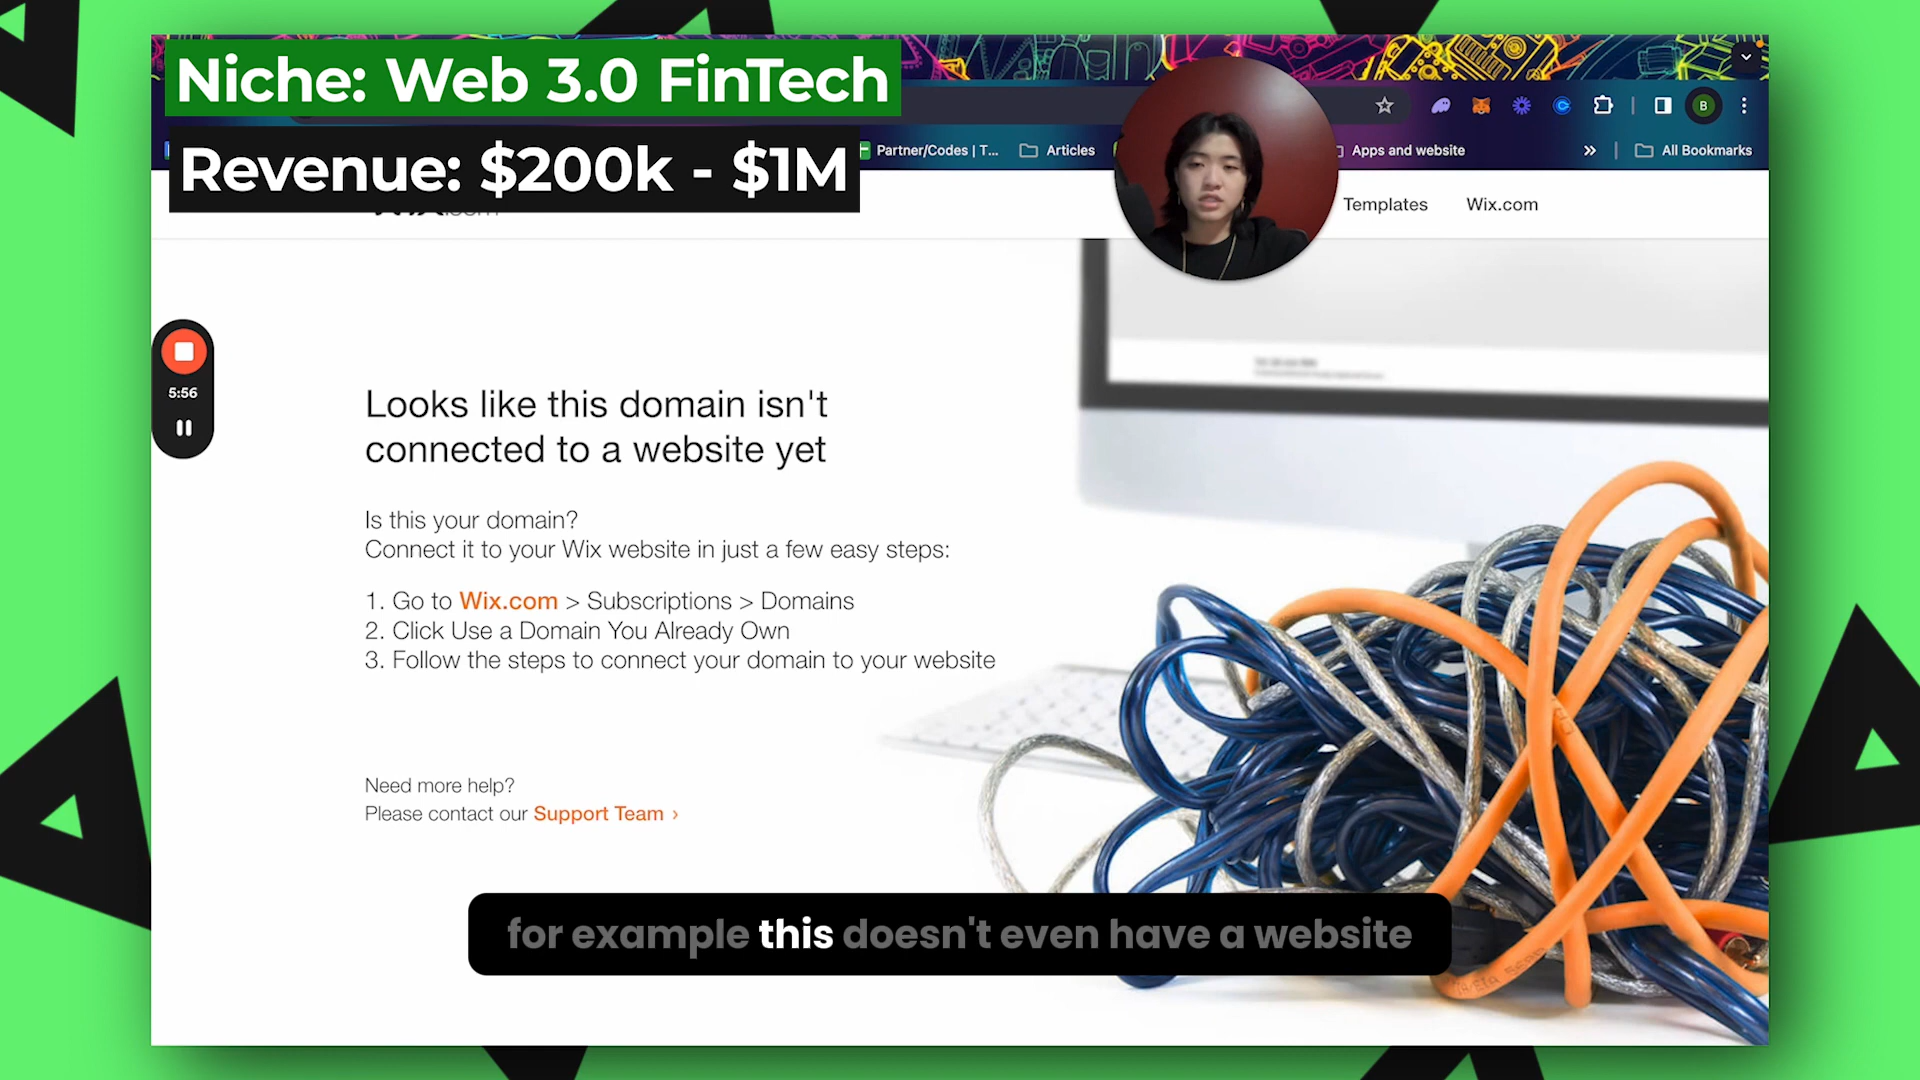 Niche: Web 3.0 FinTech
Revenue: $200k - $1M
B
Partner/Codes | T...
Articles
Apps and website
All Bookmarks
Templates
Wix.com
5:56
Looks like this domain isn't
connected to a website yet
Is this your domain?
Connect it to your Wix website in just a few easy steps:
1. Go to Wix.com > Subscriptions > Domains
2. Click Use a Domain You Already Own
3. Follow the steps to connect your domain to your website
Need more help?
Please contact our Support Team ›
for example this doesn't even have a website